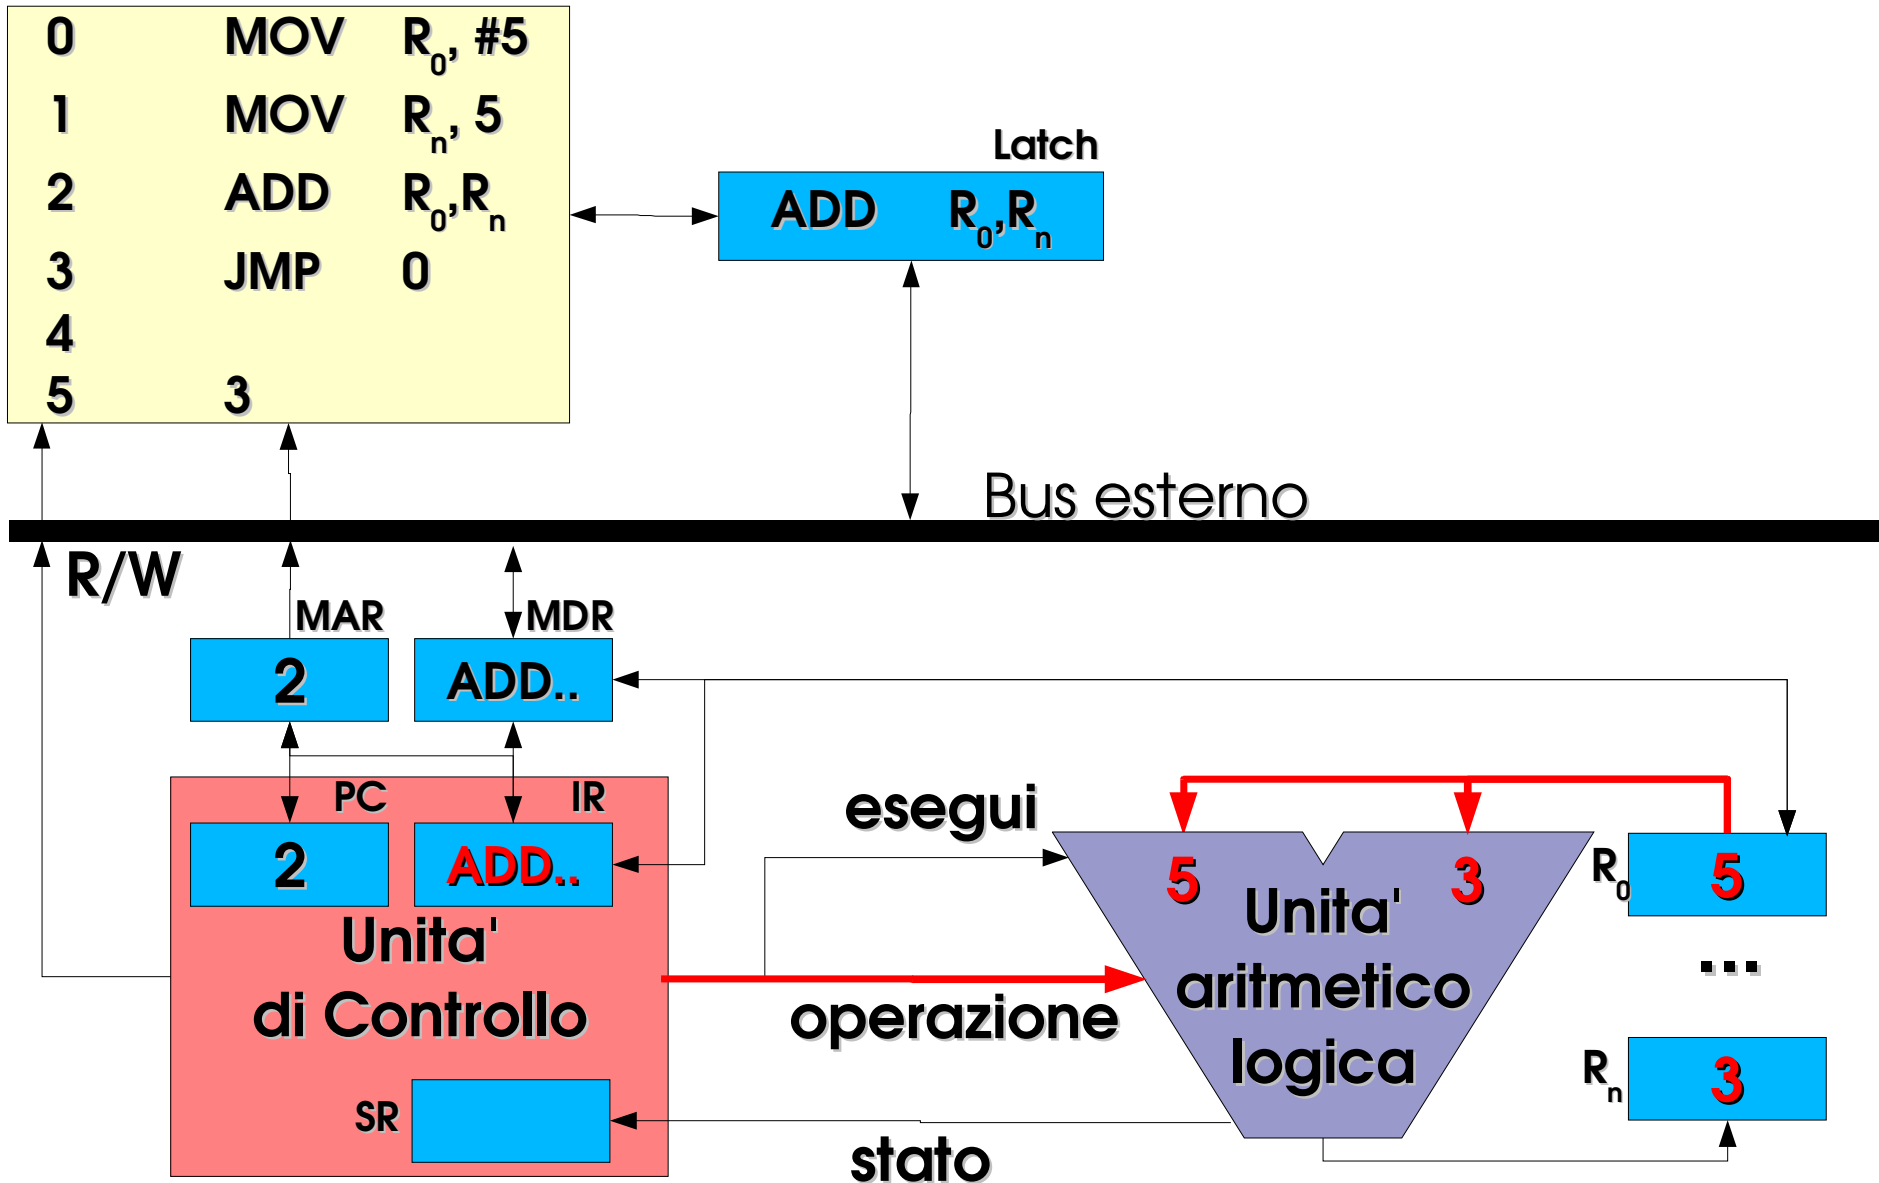 0 MOV R0, #5
1 MOV Rn, 5
2 ADD R0,Rn
3 JMP 0
4
5 3
Latch
ADD R0,Rn
Bus esterno
R/W
MAR
MDR
2
ADD..
PC
IR
2
ADD..
Unita'
di Controllo
SR
esegui
operazione
stato
5
3
Unita'
aritmetico
logica
R0
5
...
Rn
3